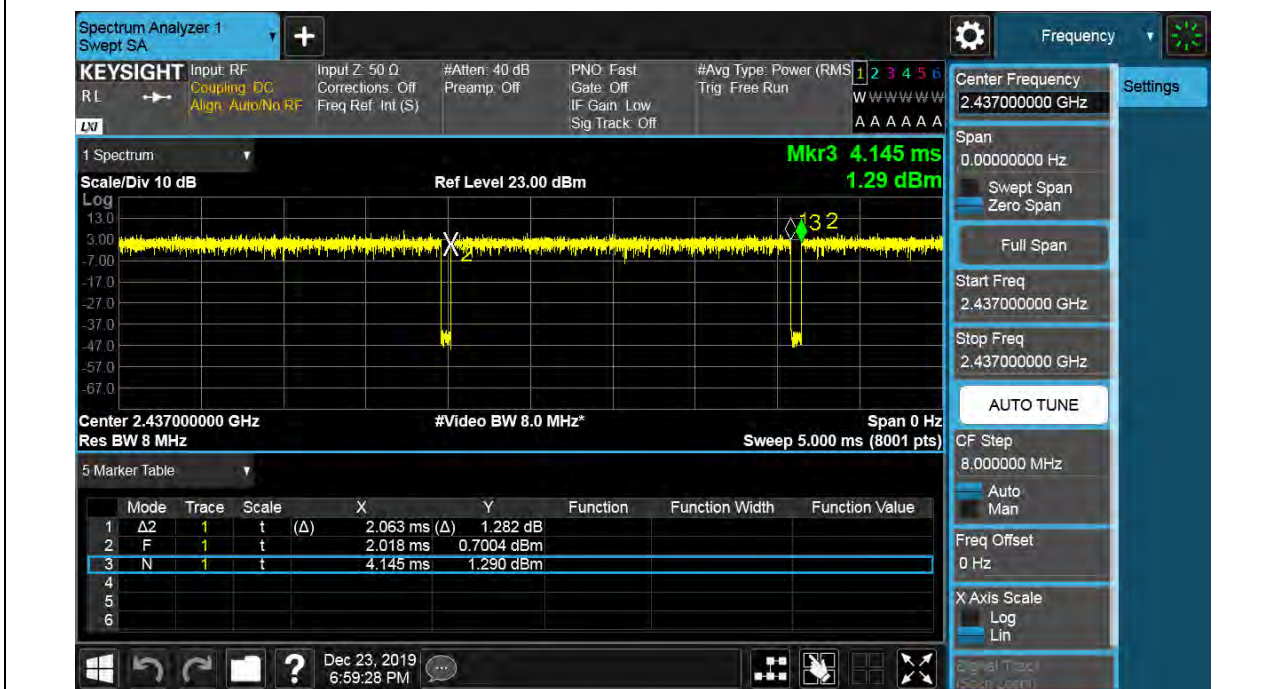 Spectrum Analyzer 1
Swept SA
Frequency
KEYSIGHT
RL
LXI
Input: RF
Coupling: DC
Align: Auto/No RF
Input Z: 50 Ω
Corrections: Off
Freq Ref: Int (S)
#Atten: 40 dB
Preamp: Off
PNO: Fast
Gate: Off
IF Gain: Low
Sig Track: Off
#Avg Type: Power (RMS
Trig: Free Run
1 2 3 4 5 6
W W W W W W
A A A A A A
Center Frequency
2.437000000 GHz
Settings
Span
0.00000000 Hz
Swept Span
Zero Span
Full Span
Start Freq
2.437000000 GHz
Stop Freq
2.437000000 GHz
AUTO TUNE
CF Step
8.000000 MHz
Auto
Man
Freq Offset
0 Hz
X Axis Scale
Log
Lin
1 Spectrum
Mkr3 4.145 ms
Scale/Div 10 dB
Ref Level 23.00 dBm
1.29 dBm
Log
13.0
3.00
-7.00
-17.0
-27.0
-37.0
-47.0
-57.0
-67.0
X
2
1 3 2
Center 2.437000000 GHz
#Video BW 8.0 MHz*
Span 0 Hz
Res BW 8 MHz
Sweep 5.000 ms (8001 pts)
5 Marker Table
Mode Trace Scale X Y Function Function Width Function Value
1 Δ2 1 t (Δ) 2.063 ms (Δ) 1.282 dB
2 F 1 t 2.018 ms 0.7004 dBm
3 N 1 t 4.145 ms 1.290 dBm
4
5
6
Dec 23, 2019
6:59:28 PM